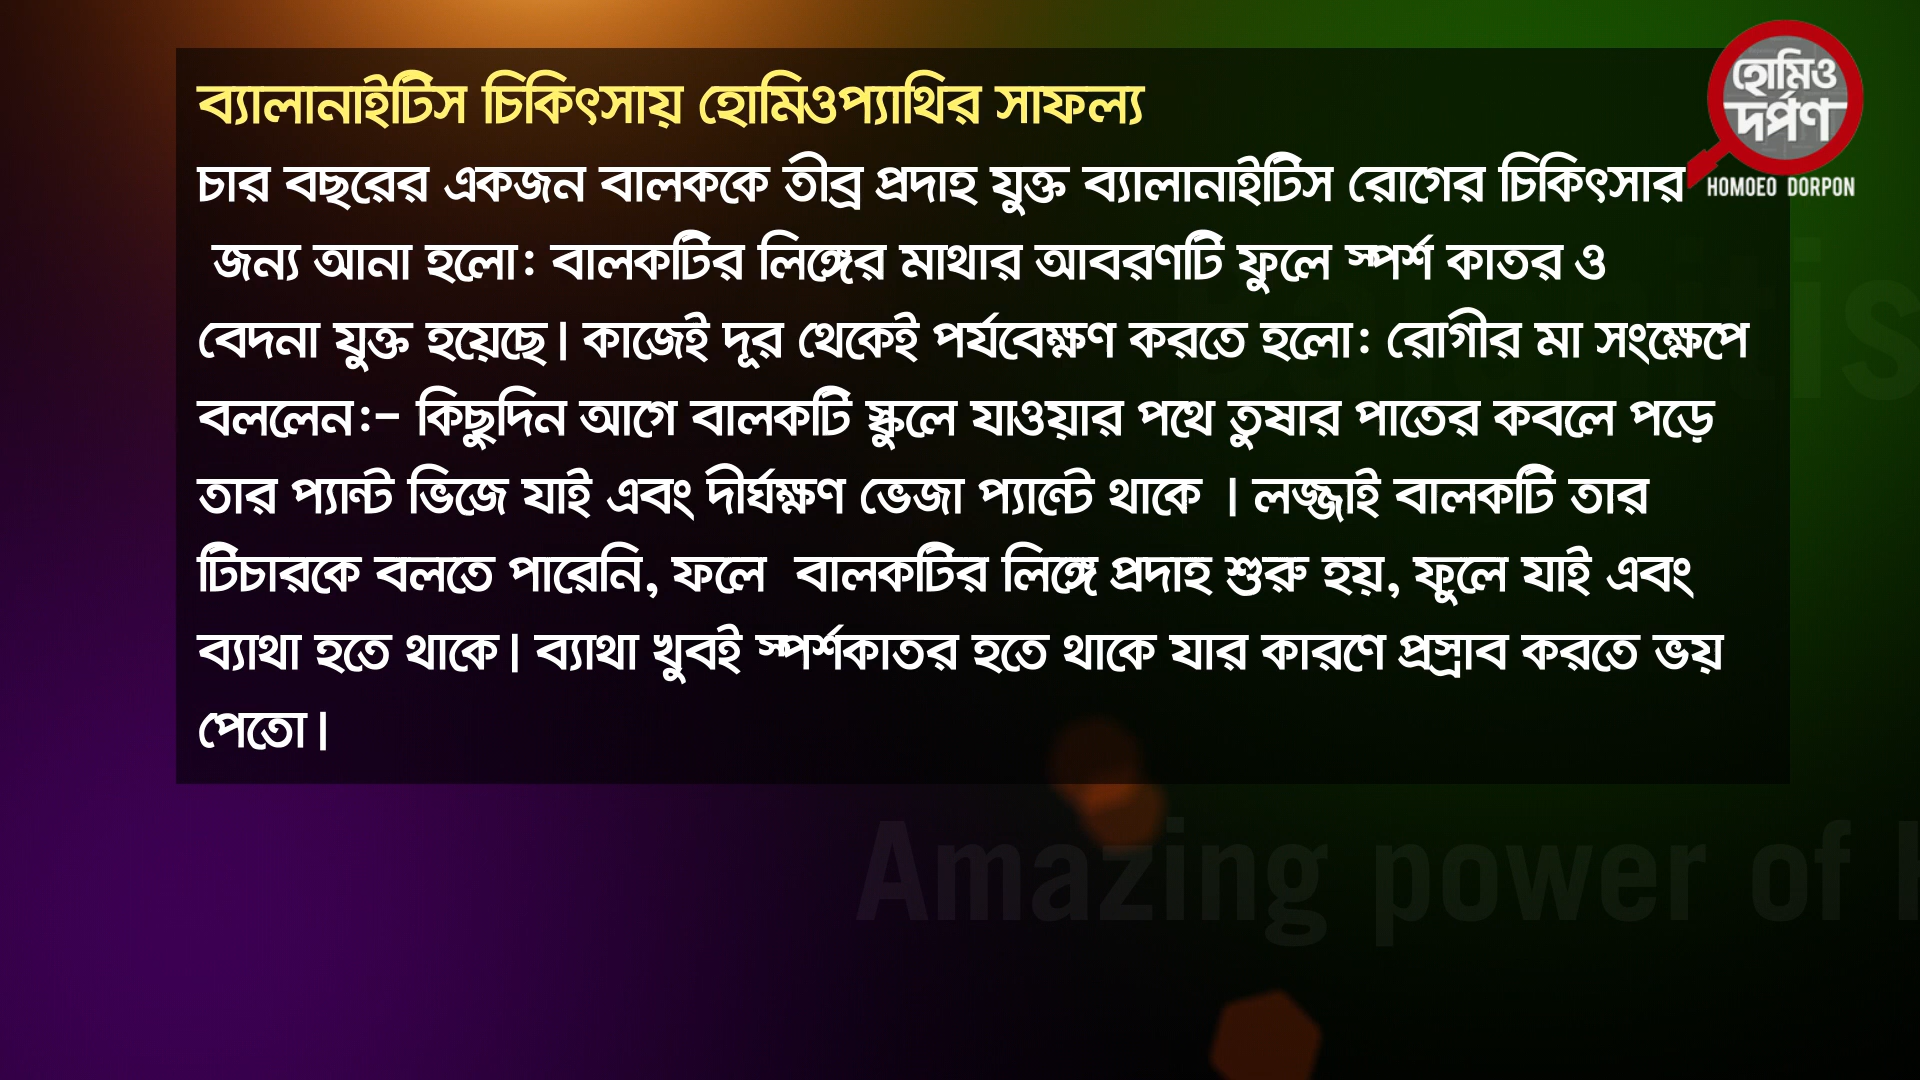 ব্যালানাইটিস চিকিৎসায় হোমিওপ্যাথির সাফল্য
চার বছরের একজন বালককে তীব্র প্রদাহ যুক্ত ব্যালানাইটিস রোগের চিকিৎসার
জন্য আনা হলো: বালকটির লিঙ্গের মাথার আবরণটি ফুলে স্পর্শ কাতর ও
বেদনা যুক্ত হয়েছে। কাজেই দূর থেকেই পর্যবেক্ষণ করতে হলো: রোগীর মা সংক্ষেপে
বললেন:- কিছুদিন আগে বালকটি স্কুলে যাওয়ার পথে তুষার পাতের কবলে পড়ে
তার প্যান্ট ভিজে যাই এবং দীর্ঘক্ষণ ভেজা প্যান্টে থাকে । লজ্জাই বালকটি তার
টিচারকে বলতে পারেনি, ফলে বালকটির লিঙ্গে প্রদাহ শুরু হয়, ফুলে যাই এবং
ব্যাথা হতে থাকে। ব্যাথা খুবই স্পর্শকাতর হতে থাকে যার কারণে প্রস্রাব করতে ভয়
পেতো।
হোমিও
দর্পণ
HOMOEO DORPON
Balanitis
Amazing power of